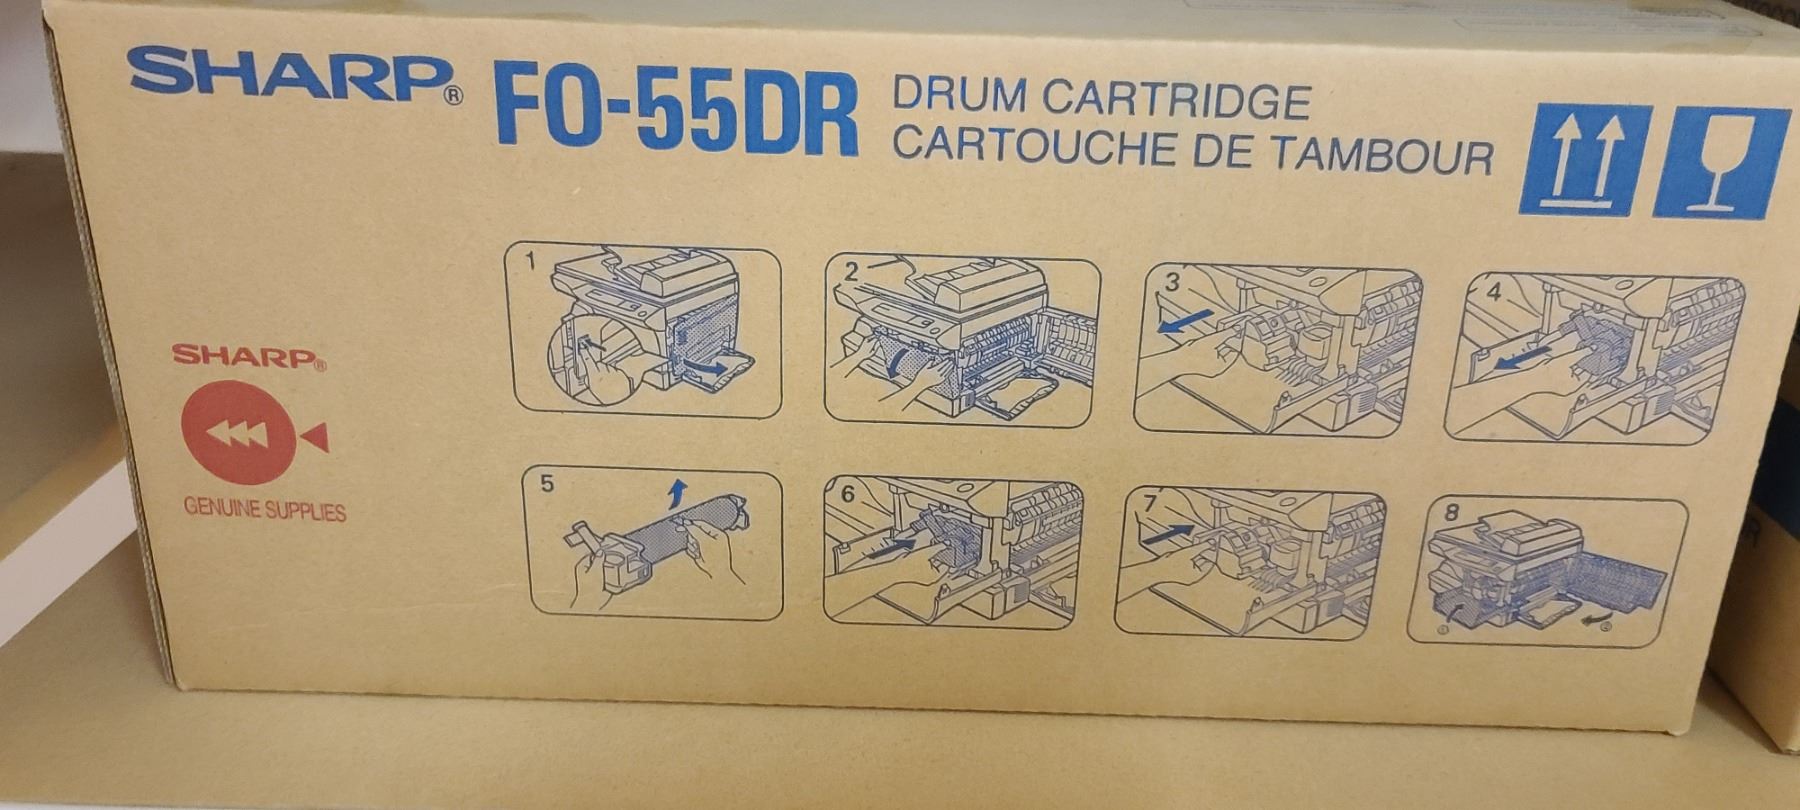 SHARP® FO-55DR DRUM CARTRIDGE
CARTOUCHE DE TAMBOUR
SHARP®
GENUINE SUPPLIES
1
2
3
4
5
6
7
8